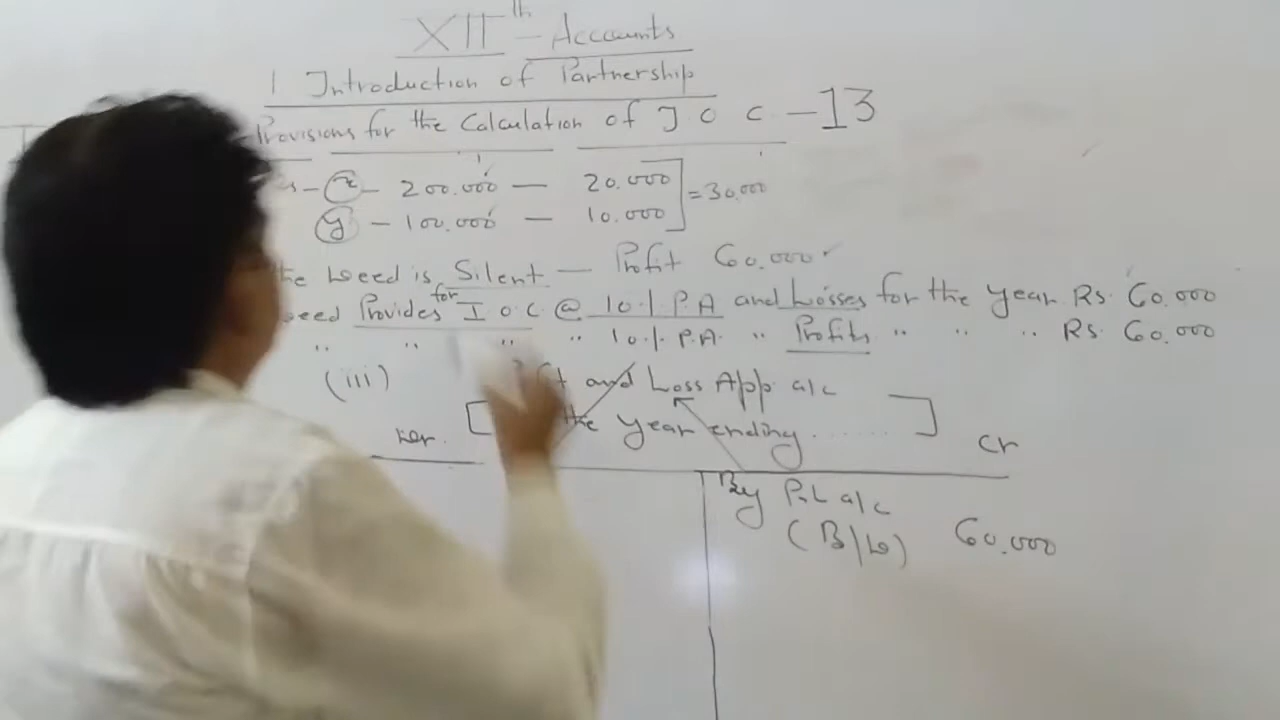 XIIth - Accounts
1 Introduction of Partnership
Provisions for the Calculation of I O C - 13
x - 200.000 - 20.000
= 30,000
y - 100.000 - 10.000
Deed is Silent - Profit 60.000
Provides for I O C @ 10% P.A and Losses for the year Rs. 60.000
" " " " 10% P.A. " Profits " " " Rs. 60.000
(iii) and Loss App a/c
the year ending ......
Cr
By P&L a/c
60.000